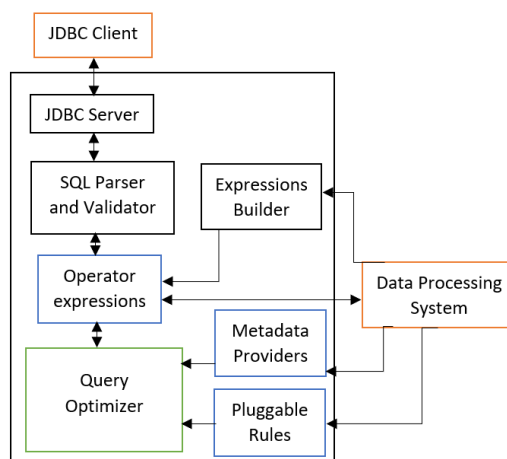 JDBC Client
JDBC Server
SQL Parser
and Validator
Expressions
Builder
Operator
expressions
Data Processing
System
Metadata
Providers
Query
Optimizer
Pluggable
Rules